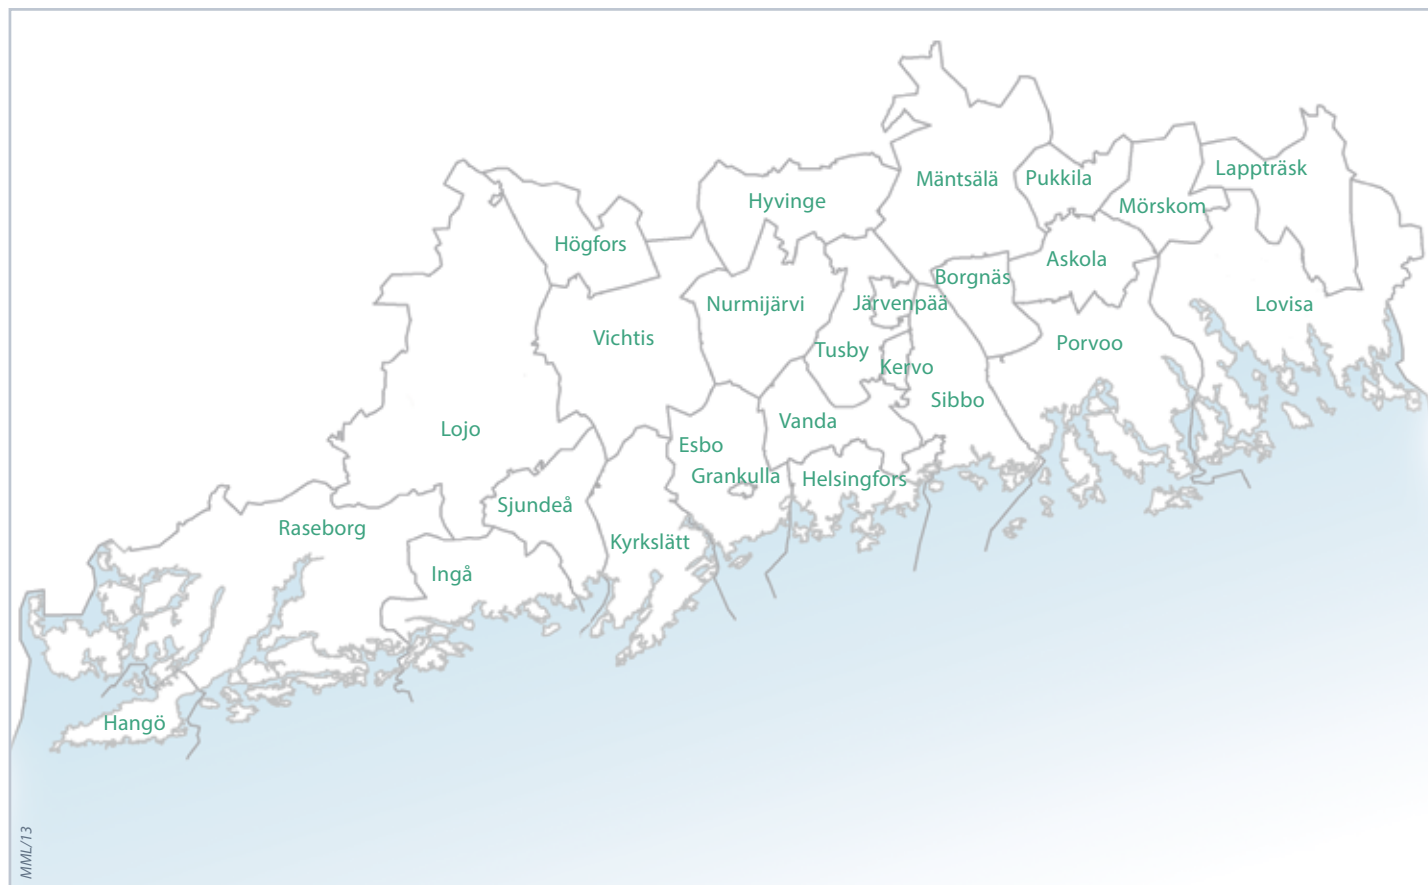 Mäntsälä
Pukkila
Lappträsk
Hyvinge
Mörskom
Högfors
Askola
Borgnäs
Nurmijärvi
Järvenpää
Lovisa
Vichtis
Tusby
Porvoo
Kervo
Sibbo
Lojo
Vanda
Esbo
Grankulla
Helsingfors
Sjundeå
Raseborg
Kyrkslätt
Ingå
Hangö
MML/13